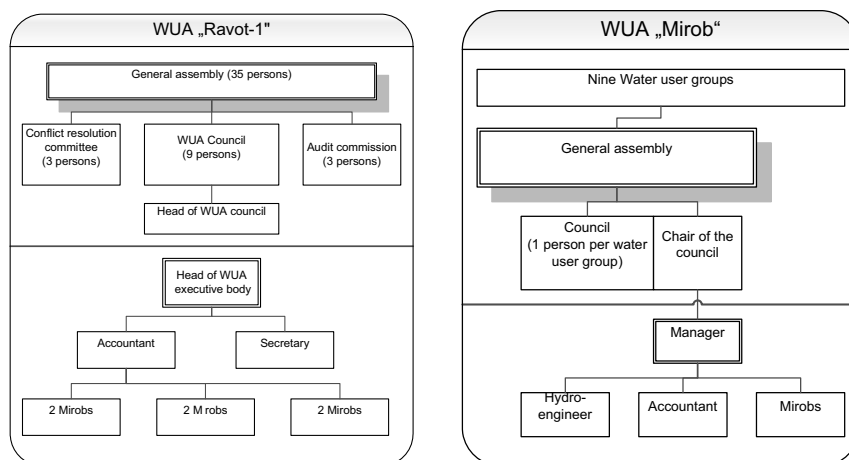 WUA „Ravot-1"
General assembly (35 persons)
Conflict resolution
committee
(3 persons)
WUA Council
(9 persons)
Audit commission
(3 persons)
Head of WUA council
Head of WUA
executive body
Accountant
Secretary
2 Mirobs
2 M robs
2 Mirobs
WUA „Mirob“
Nine Water user groups
General assembly
Council
(1 person per water
user group)
Chair of the
council
Manager
Hydro-
engineer
Accountant
Mirobs